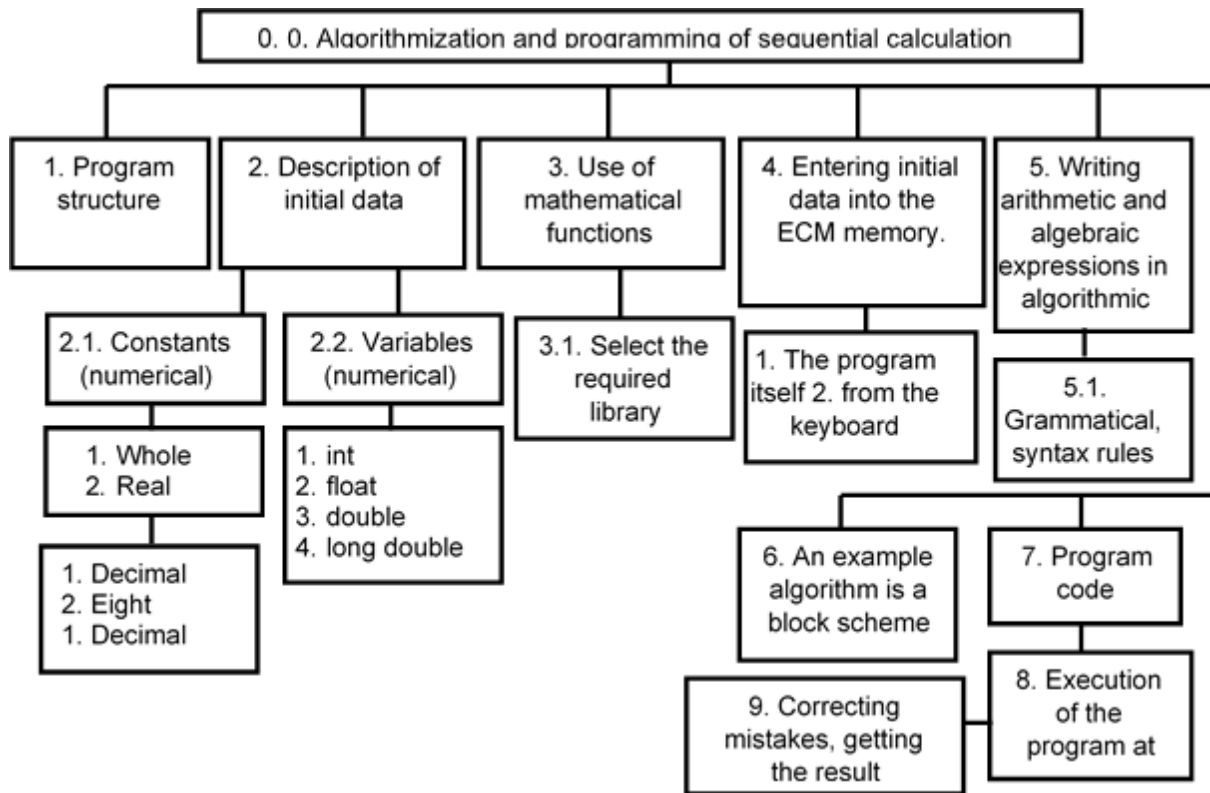 0. 0. Algorithmization and programming of sequential calculation
1. Program
structure
2. Description of
initial data
3. Use of
mathematical
functions
4. Entering initial
data into the
ECM memory.
5. Writing
arithmetic and
algebraic
expressions in
algorithmic
2.1. Constants
(numerical)
2.2. Variables
(numerical)
3.1. Select the
required
library
1. The program
itself 2. from the
keyboard
5.1.
Grammatical,
syntax rules
1. Whole
2. Real
1. int
2. float
3. double
4. long double
1. Decimal
2. Eight
1. Decimal
6. An example
algorithm is a
block scheme
7. Program
code
8. Execution
of the
program at
9. Correcting
mistakes, getting
the result